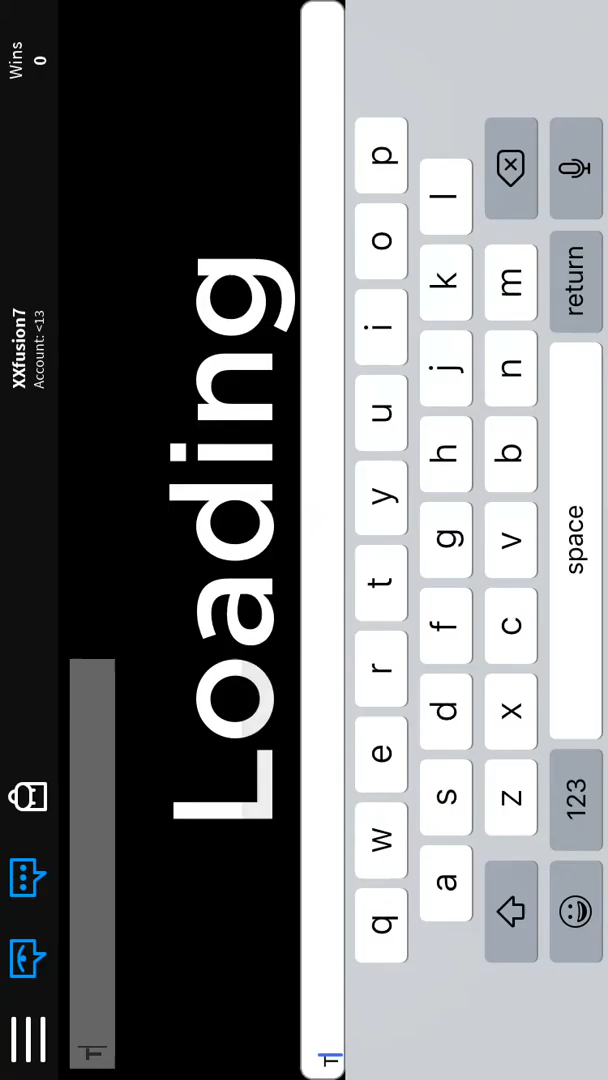 XXfusion7
Account: <13
Wins
0
T
Loading
T
q w e r t y u i o p
a s d f g h j k l
z x c v b n m
123 space return